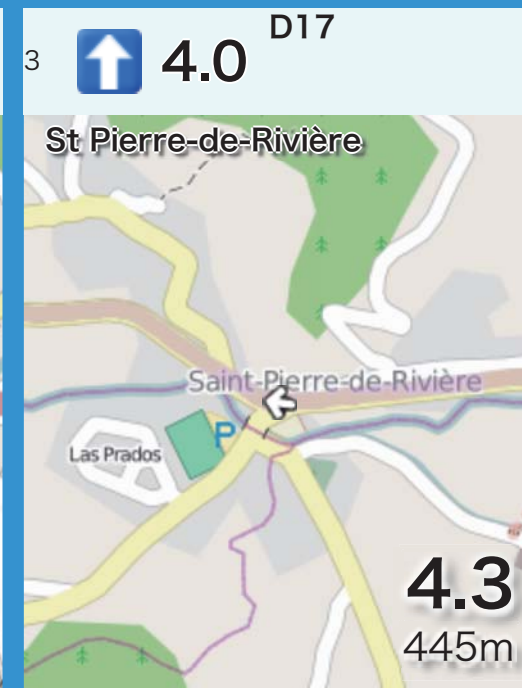 D17
3
4.0
St Pierre-de-Rivière
Saint-Pierre-de-Rivière
P
Las Prados
4.3
445m